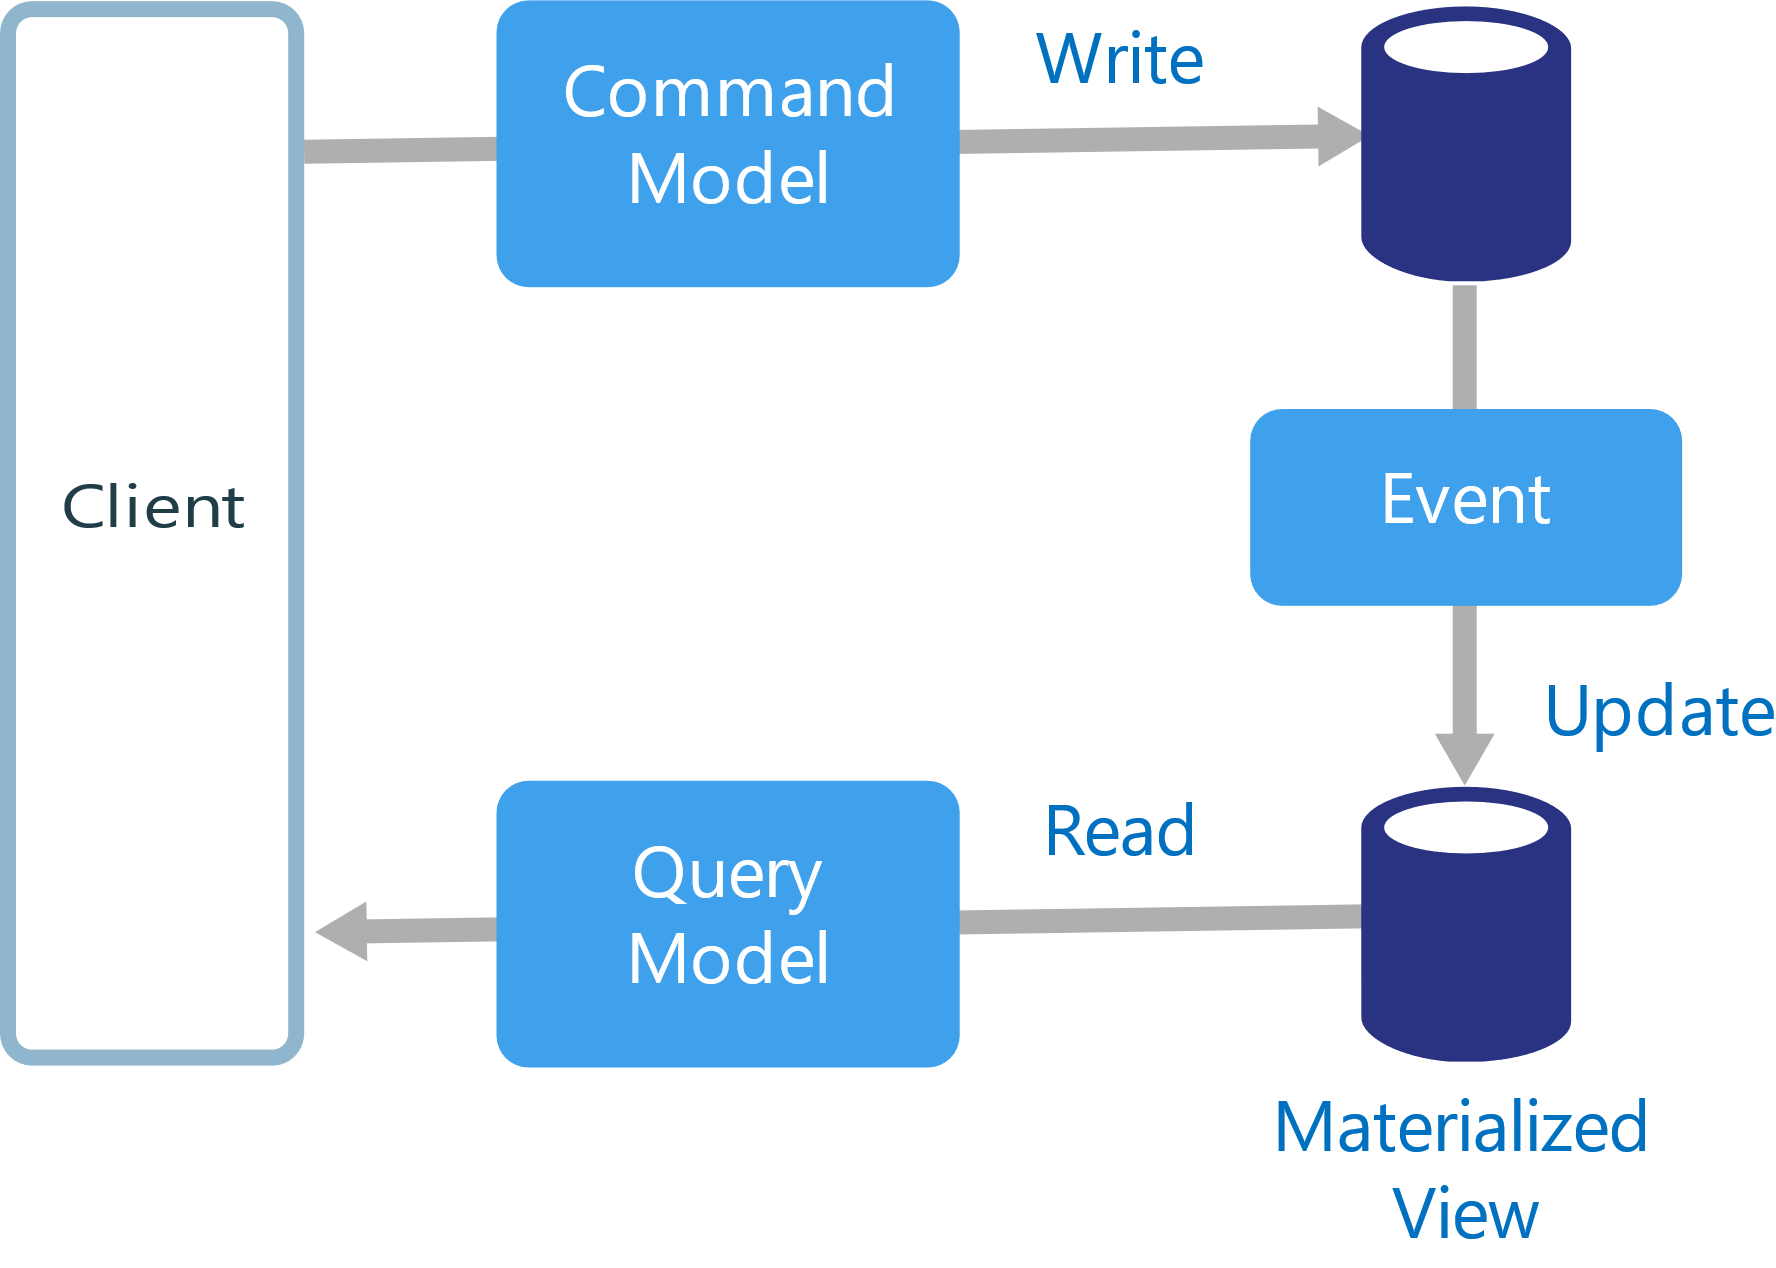 Command
Model
Write
Client
Event
Update
Query
Model
Read
Materialized
View